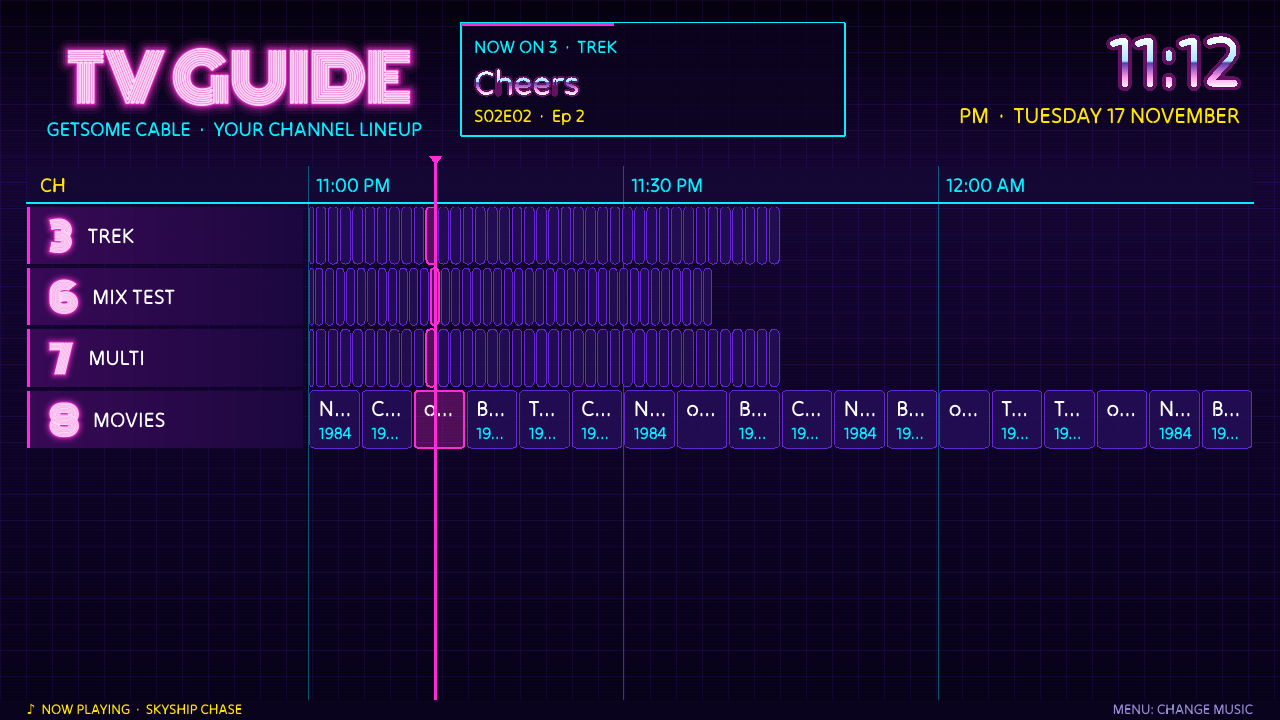 TV GUIDE
GETSOME CABLE · YOUR CHANNEL LINEUP
NOW ON 3 · TREK
Cheers
S02E02 · Ep 2
11:12
PM · TUESDAY 17 NOVEMBER
CH 11:00 PM 11:30 PM 12:00 AM
3 TREK
6 MIX TEST
7 MULTI
8 MOVIES
N... C... o... B... T... C... N... o... B... C... N... B... o... T... T... o... N... B...
1984 19... 19... 19... 19... 1984 19... 19... 1984 19... 19... 19... 1984 19...
♪ NOW PLAYING · SKYSHIP CHASE
MENU: CHANGE MUSIC